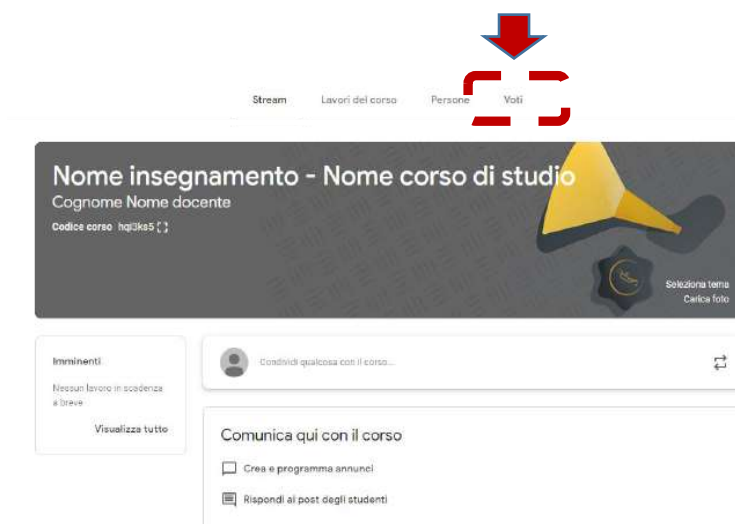 Stream Lavori del corso Persone Voti
Nome insegnamento - Nome corso di studio
Cognome Nome docente
Codice corso hqi3ks5
Seleziona tema
Carica foto
Imminenti
Nessun lavoro in scadenza
a breve
Visualizza tutto
Condividi qualcosa con il corso...
Comunica qui con il corso
Crea e programma annunci
Rispondi ai post degli studenti